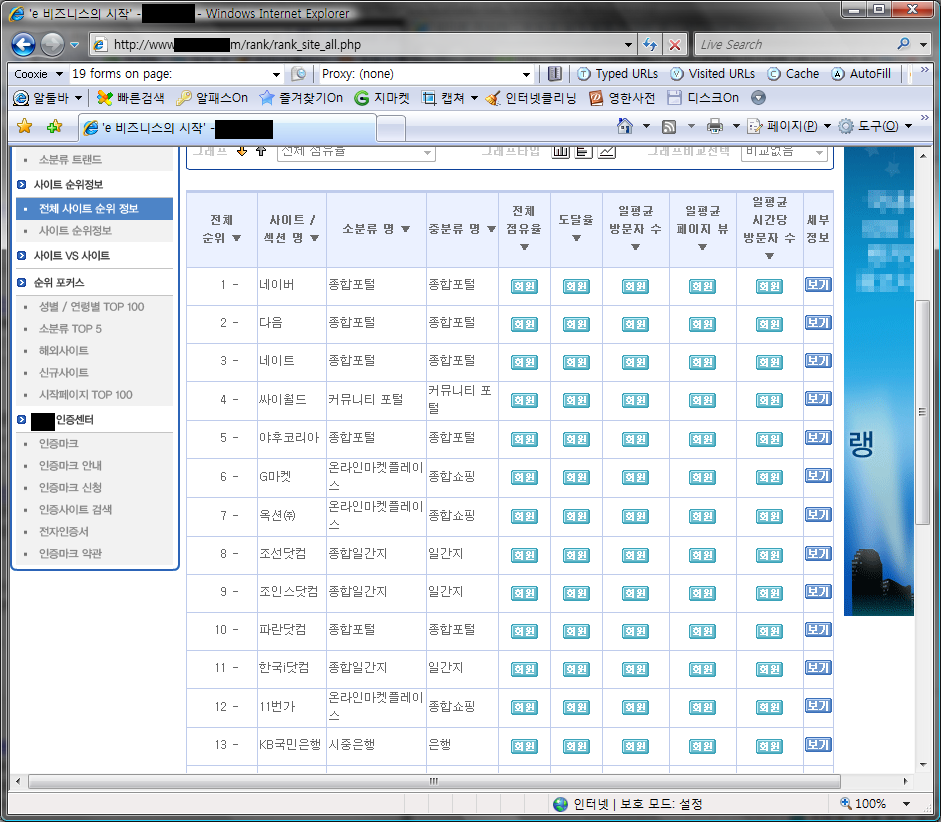 'e 비즈니스의 시작' - - Windows Internet Explorer
http://www. m/rank/rank_site_all.php
Live Search
Cooxie 19 forms on page: Proxy: (none) Typed URLs Visited URLs Cache AutoFill
알툴바 빠른검색 알패스On 즐겨찾기On 지마켓 캡쳐 인터넷클리닝 영한사전 디스크On
'e 비즈니스의 시작' -
페이지(P) 도구(O)
소분류 트랜드
사이트 순위정보
전체 사이트 순위 정보
사이트 순위정보
사이트 VS 사이트
순위 포커스
성별 / 연령별 TOP 100
소분류 TOP 5
해외사이트
신규사이트
시작페이지 TOP 100
인증센터
인증마크
인증마크 안내
인증마크 신청
인증사이트 검색
전자인증서
인증마크 약관
그래프 전체 점유율 그래프타입 그래프비교선택 비교없음
전체 순위 ▼ 사이트 / 섹션 명 ▼ 소분류 명 ▼ 중분류 명 ▼ 전체 점유율 ▼ 도달율 ▼ 일평균 방문자 수 ▼ 일평균 페이지 뷰 ▼ 일평균 시간당 방문자 수 ▼ 세부 정보
1 - 네이버 종합포털 종합포털 회원 회원 회원 회원 회원 보기
2 - 다음 종합포털 종합포털 회원 회원 회원 회원 회원 보기
3 - 네이트 종합포털 종합포털 회원 회원 회원 회원 회원 보기
4 - 싸이월드 커뮤니티 포털 커뮤니티 포털 회원 회원 회원 회원 회원 보기
5 - 야후코리아 종합포털 종합포털 회원 회원 회원 회원 회원 보기
6 - G마켓 온라인마켓플레이스 종합쇼핑 회원 회원 회원 회원 회원 보기
7 - 옥션㈜ 온라인마켓플레이스 종합쇼핑 회원 회원 회원 회원 회원 보기
8 - 조선닷컴 종합일간지 일간지 회원 회원 회원 회원 회원 보기
9 - 조인스닷컴 종합일간지 일간지 회원 회원 회원 회원 회원 보기
10 - 파란닷컴 종합포털 종합포털 회원 회원 회원 회원 회원 보기
11 - 한국i닷컴 종합일간지 일간지 회원 회원 회원 회원 회원 보기
12 - 11번가 온라인마켓플레이스 종합쇼핑 회원 회원 회원 회원 회원 보기
13 - KB국민은행 시중은행 은행 회원 회원 회원 회원 회원 보기
랭
인터넷 | 보호 모드: 설정
100%